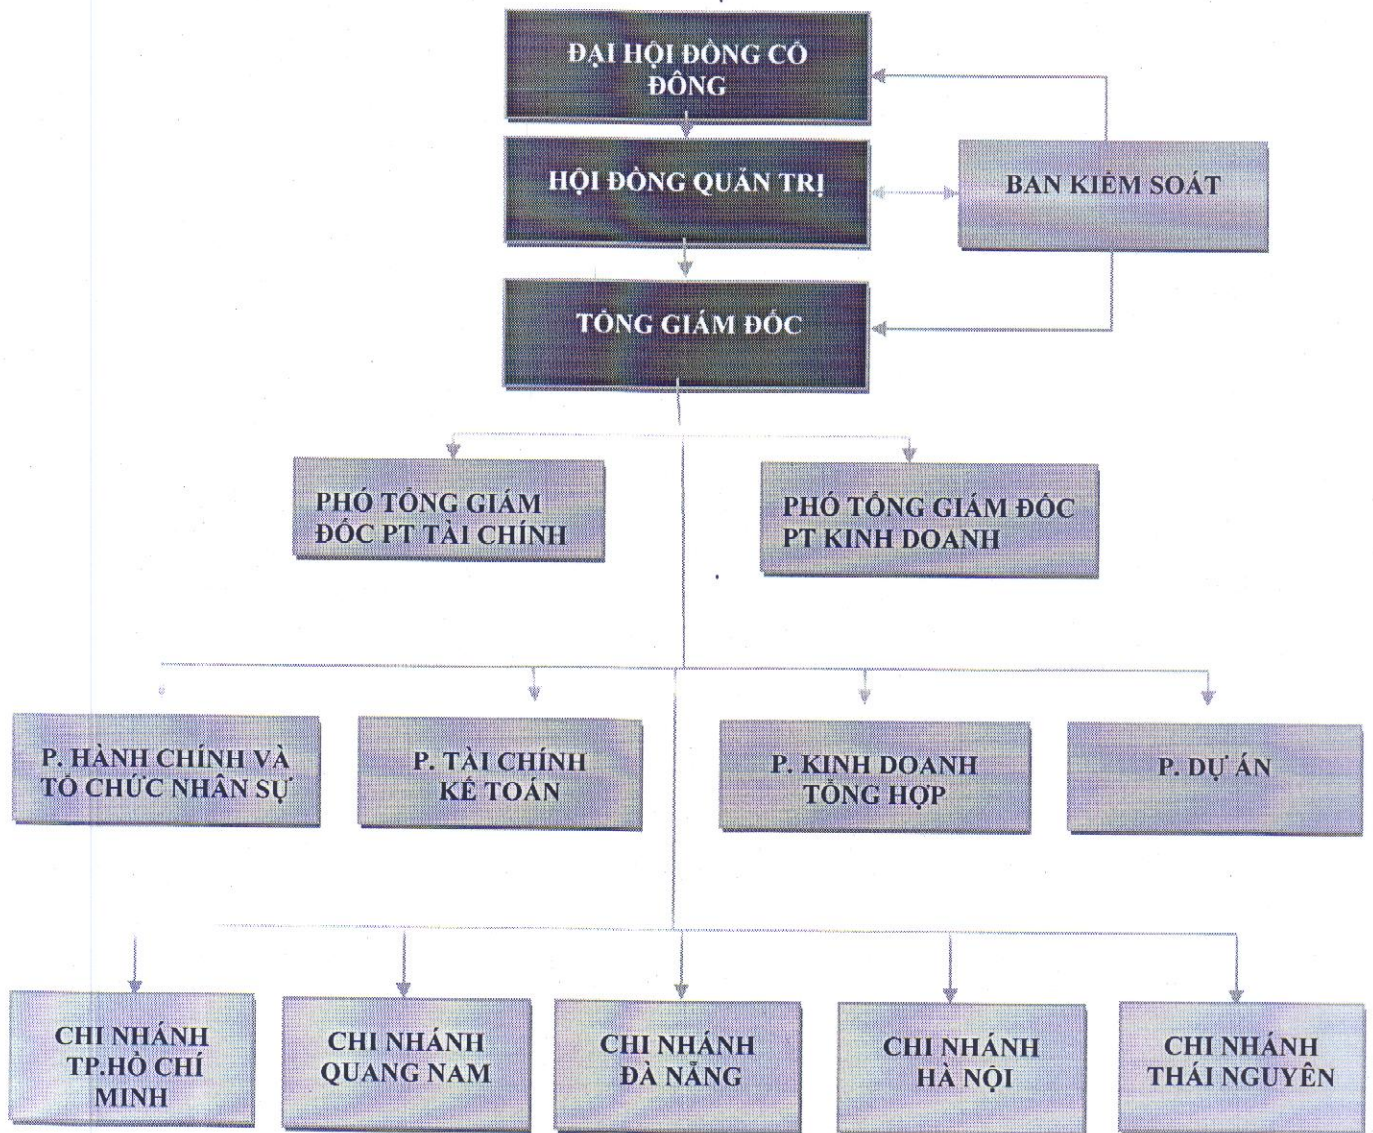 ĐẠI HỘI ĐỒNG CỔ
ĐÔNG
HỘI ĐỒNG QUẢN TRỊ
BAN KIỂM SOÁT
TỔNG GIÁM ĐỐC
PHÓ TỔNG GIÁM
ĐỐC PT TÀI CHÍNH
PHÓ TỔNG GIÁM ĐỐC
PT KINH DOANH
P. HÀNH CHÍNH VÀ
TỔ CHỨC NHÂN SỰ
P. TÀI CHÍNH
KẾ TOÁN
P. KINH DOANH
TỔNG HỢP
P. DỰ ÁN
CHI NHÁNH
TP.HỒ CHÍ
MINH
CHI NHÁNH
QUANG NAM
CHI NHÁNH
ĐÀ NẴNG
CHI NHÁNH
HÀ NỘI
CHI NHÁNH
THÁI NGUYÊN